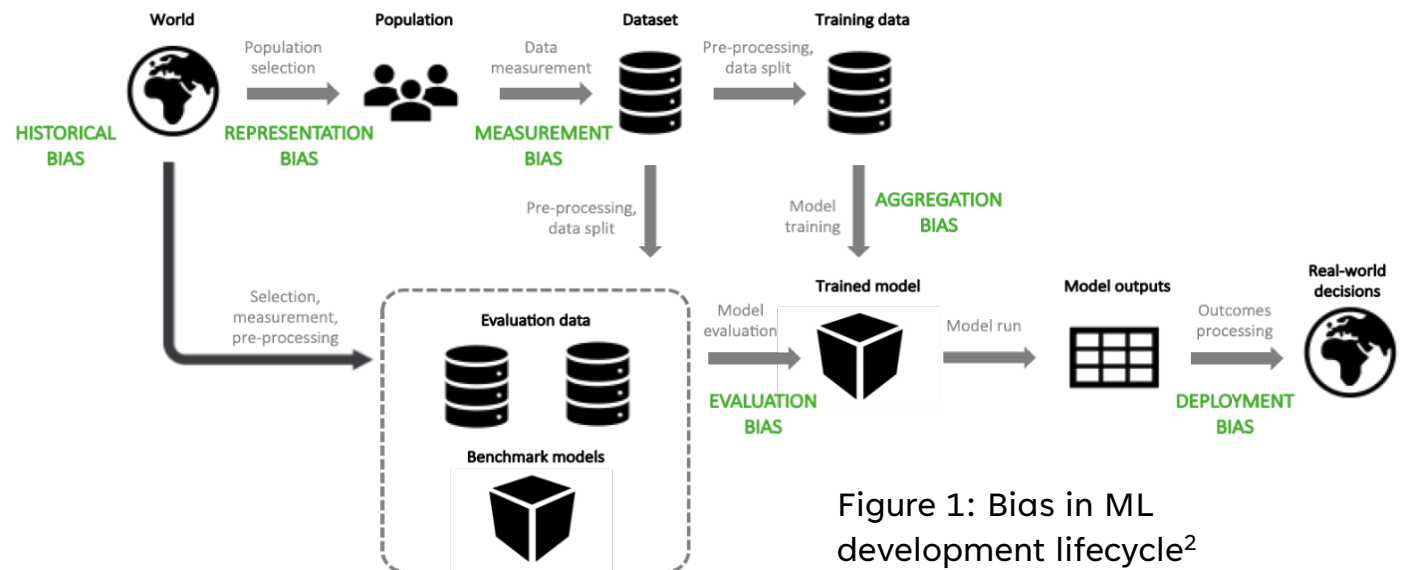 World
Population
Dataset
Training data
Population
selection
Data
measurement
Pre-processing,
data split
HISTORICAL
BIAS
REPRESENTATION
BIAS
MEASUREMENT
BIAS
Pre-processing,
data split
Model
training
AGGREGATION
BIAS
Selection,
measurement,
pre-processing
Evaluation data
Benchmark models
Model
evaluation
EVALUATION
BIAS
Trained model
Model run
Model outputs
Outcomes
processing
DEPLOYMENT
BIAS
Real-world
decisions
Figure 1: Bias in ML
development lifecycle²